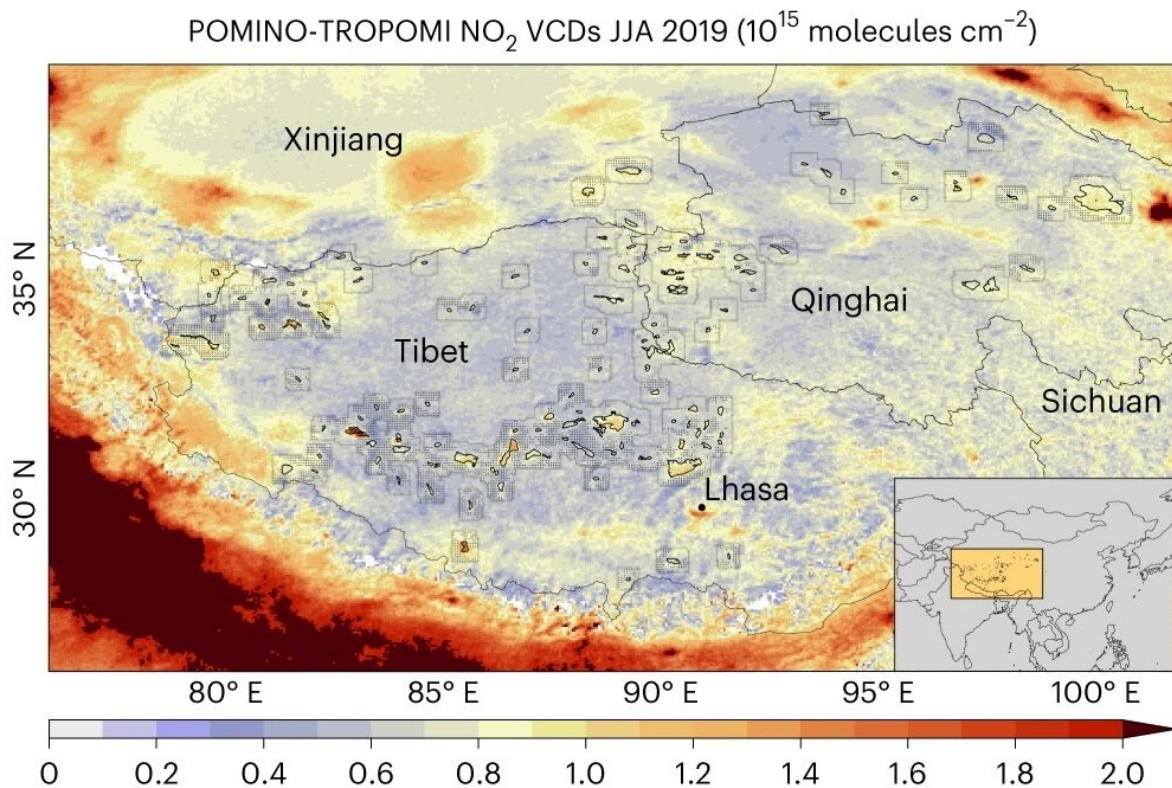 POMINO-TROPOMI NO₂ VCDs JJA 2019 (10¹⁵ molecules cm⁻²)
Xinjiang
35° N
Qinghai
Tibet
Sichuan
30° N
Lhasa
80° E 85° E 90° E 95° E 100° E
0 0.2 0.4 0.6 0.8 1.0 1.2 1.4 1.6 1.8 2.0